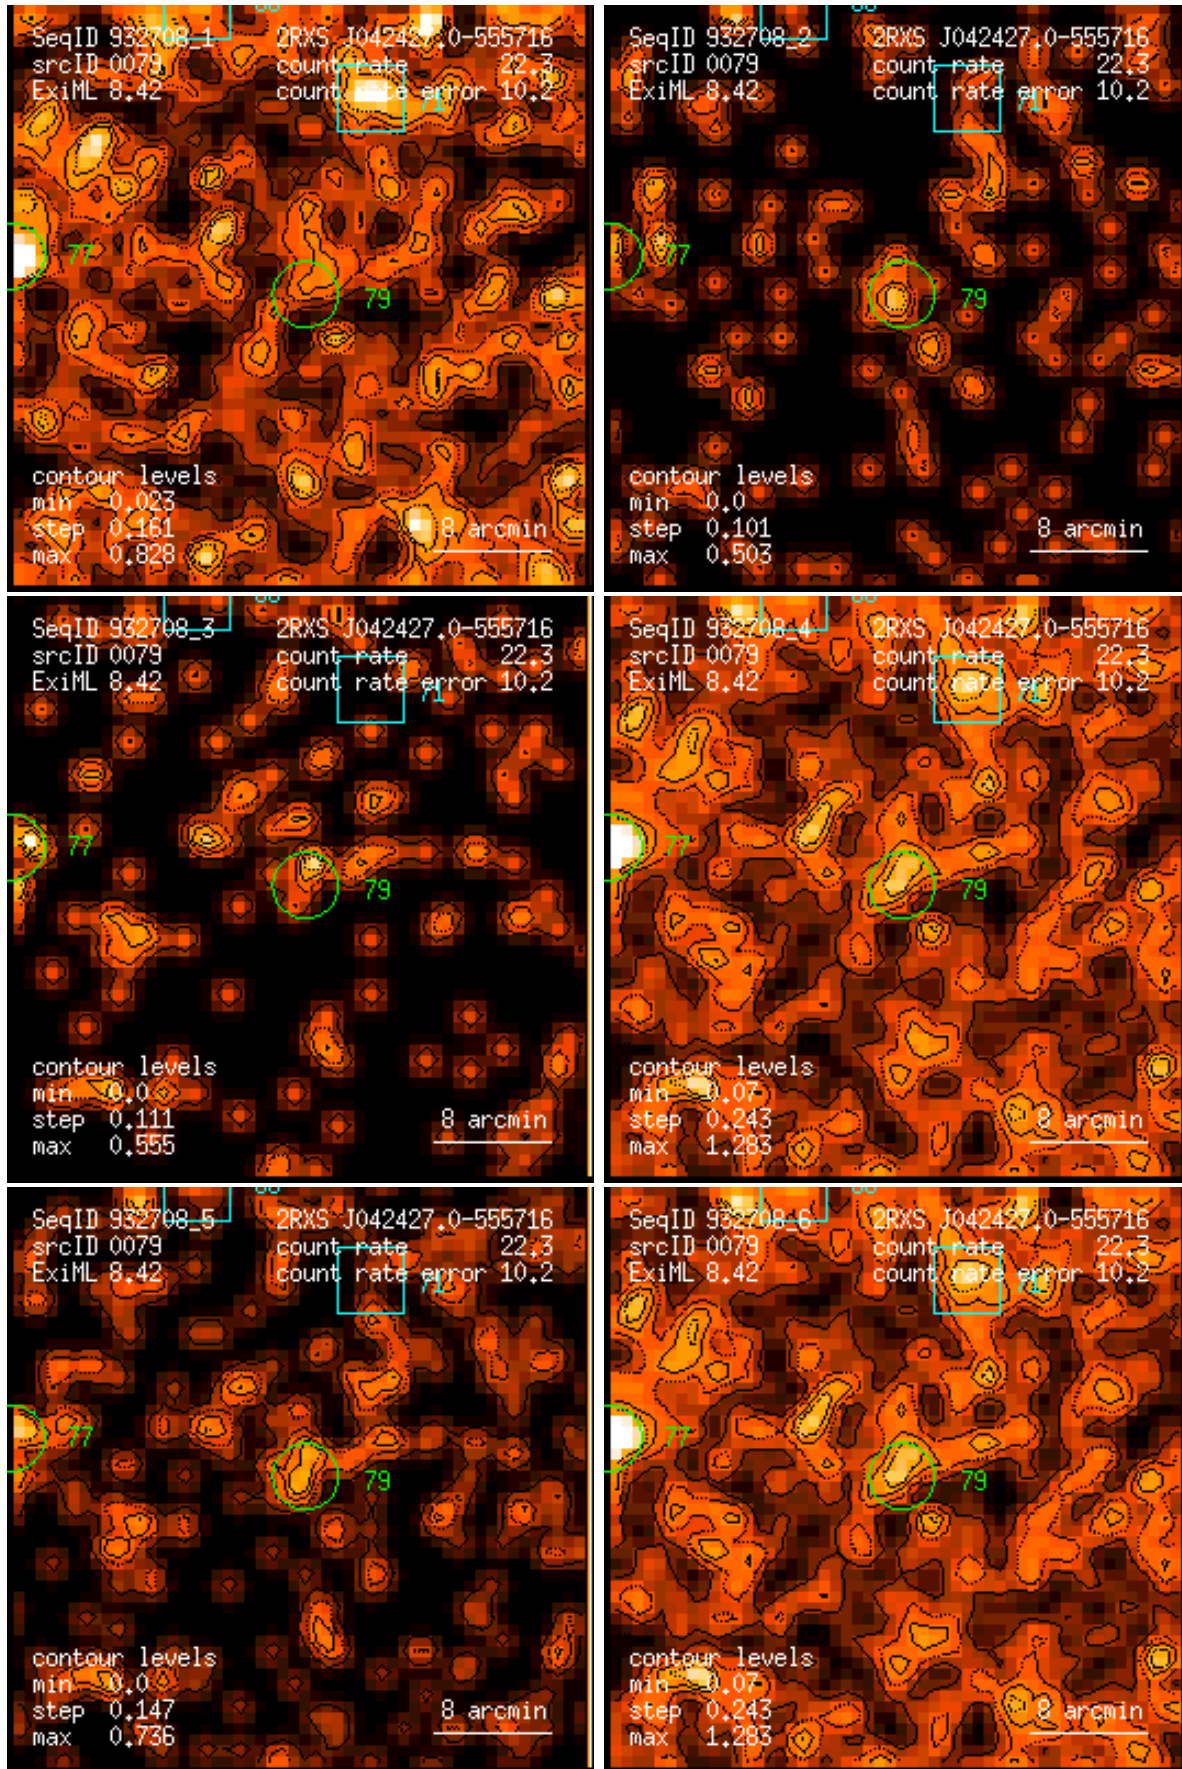 SeqID 932708_1 2RXS J042427.0-555716
srcID 0079 count rate 22.3
ExiML 8.42 count rate error 10.2
71
77
79
contour levels
min 0.023
step 0.161 8 arcmin
max 0.828
SeqID 932708_2 2RXS J042427.0-555716
srcID 0079 count rate 22.3
ExiML 8.42 count rate error 10.2
71
77
79
contour levels
min 0.0
step 0.101 8 arcmin
max 0.503
SeqID 932708_3 2RXS J042427.0-555716
srcID 0079 count rate 22.3
ExiML 8.42 count rate error 10.2
71
77
79
contour levels
min 0.0
step 0.111 8 arcmin
max 0.555
SeqID 932708_4 2RXS J042427.0-555716
srcID 0079 count rate 22.3
ExiML 8.42 count rate error 10.2
71
77
79
contour levels
min 0.07
step 0.243 8 arcmin
max 1.283
SeqID 932708_5 2RXS J042427.0-555716
srcID 0079 count rate 22.3
ExiML 8.42 count rate error 10.2
71
77
79
contour levels
min 0.0
step 0.147 8 arcmin
max 0.736
SeqID 932708_6 2RXS J042427.0-555716
srcID 0079 count rate 22.3
ExiML 8.42 count rate error 10.2
71
77
79
contour levels
min 0.07
step 0.243 8 arcmin
max 1.283